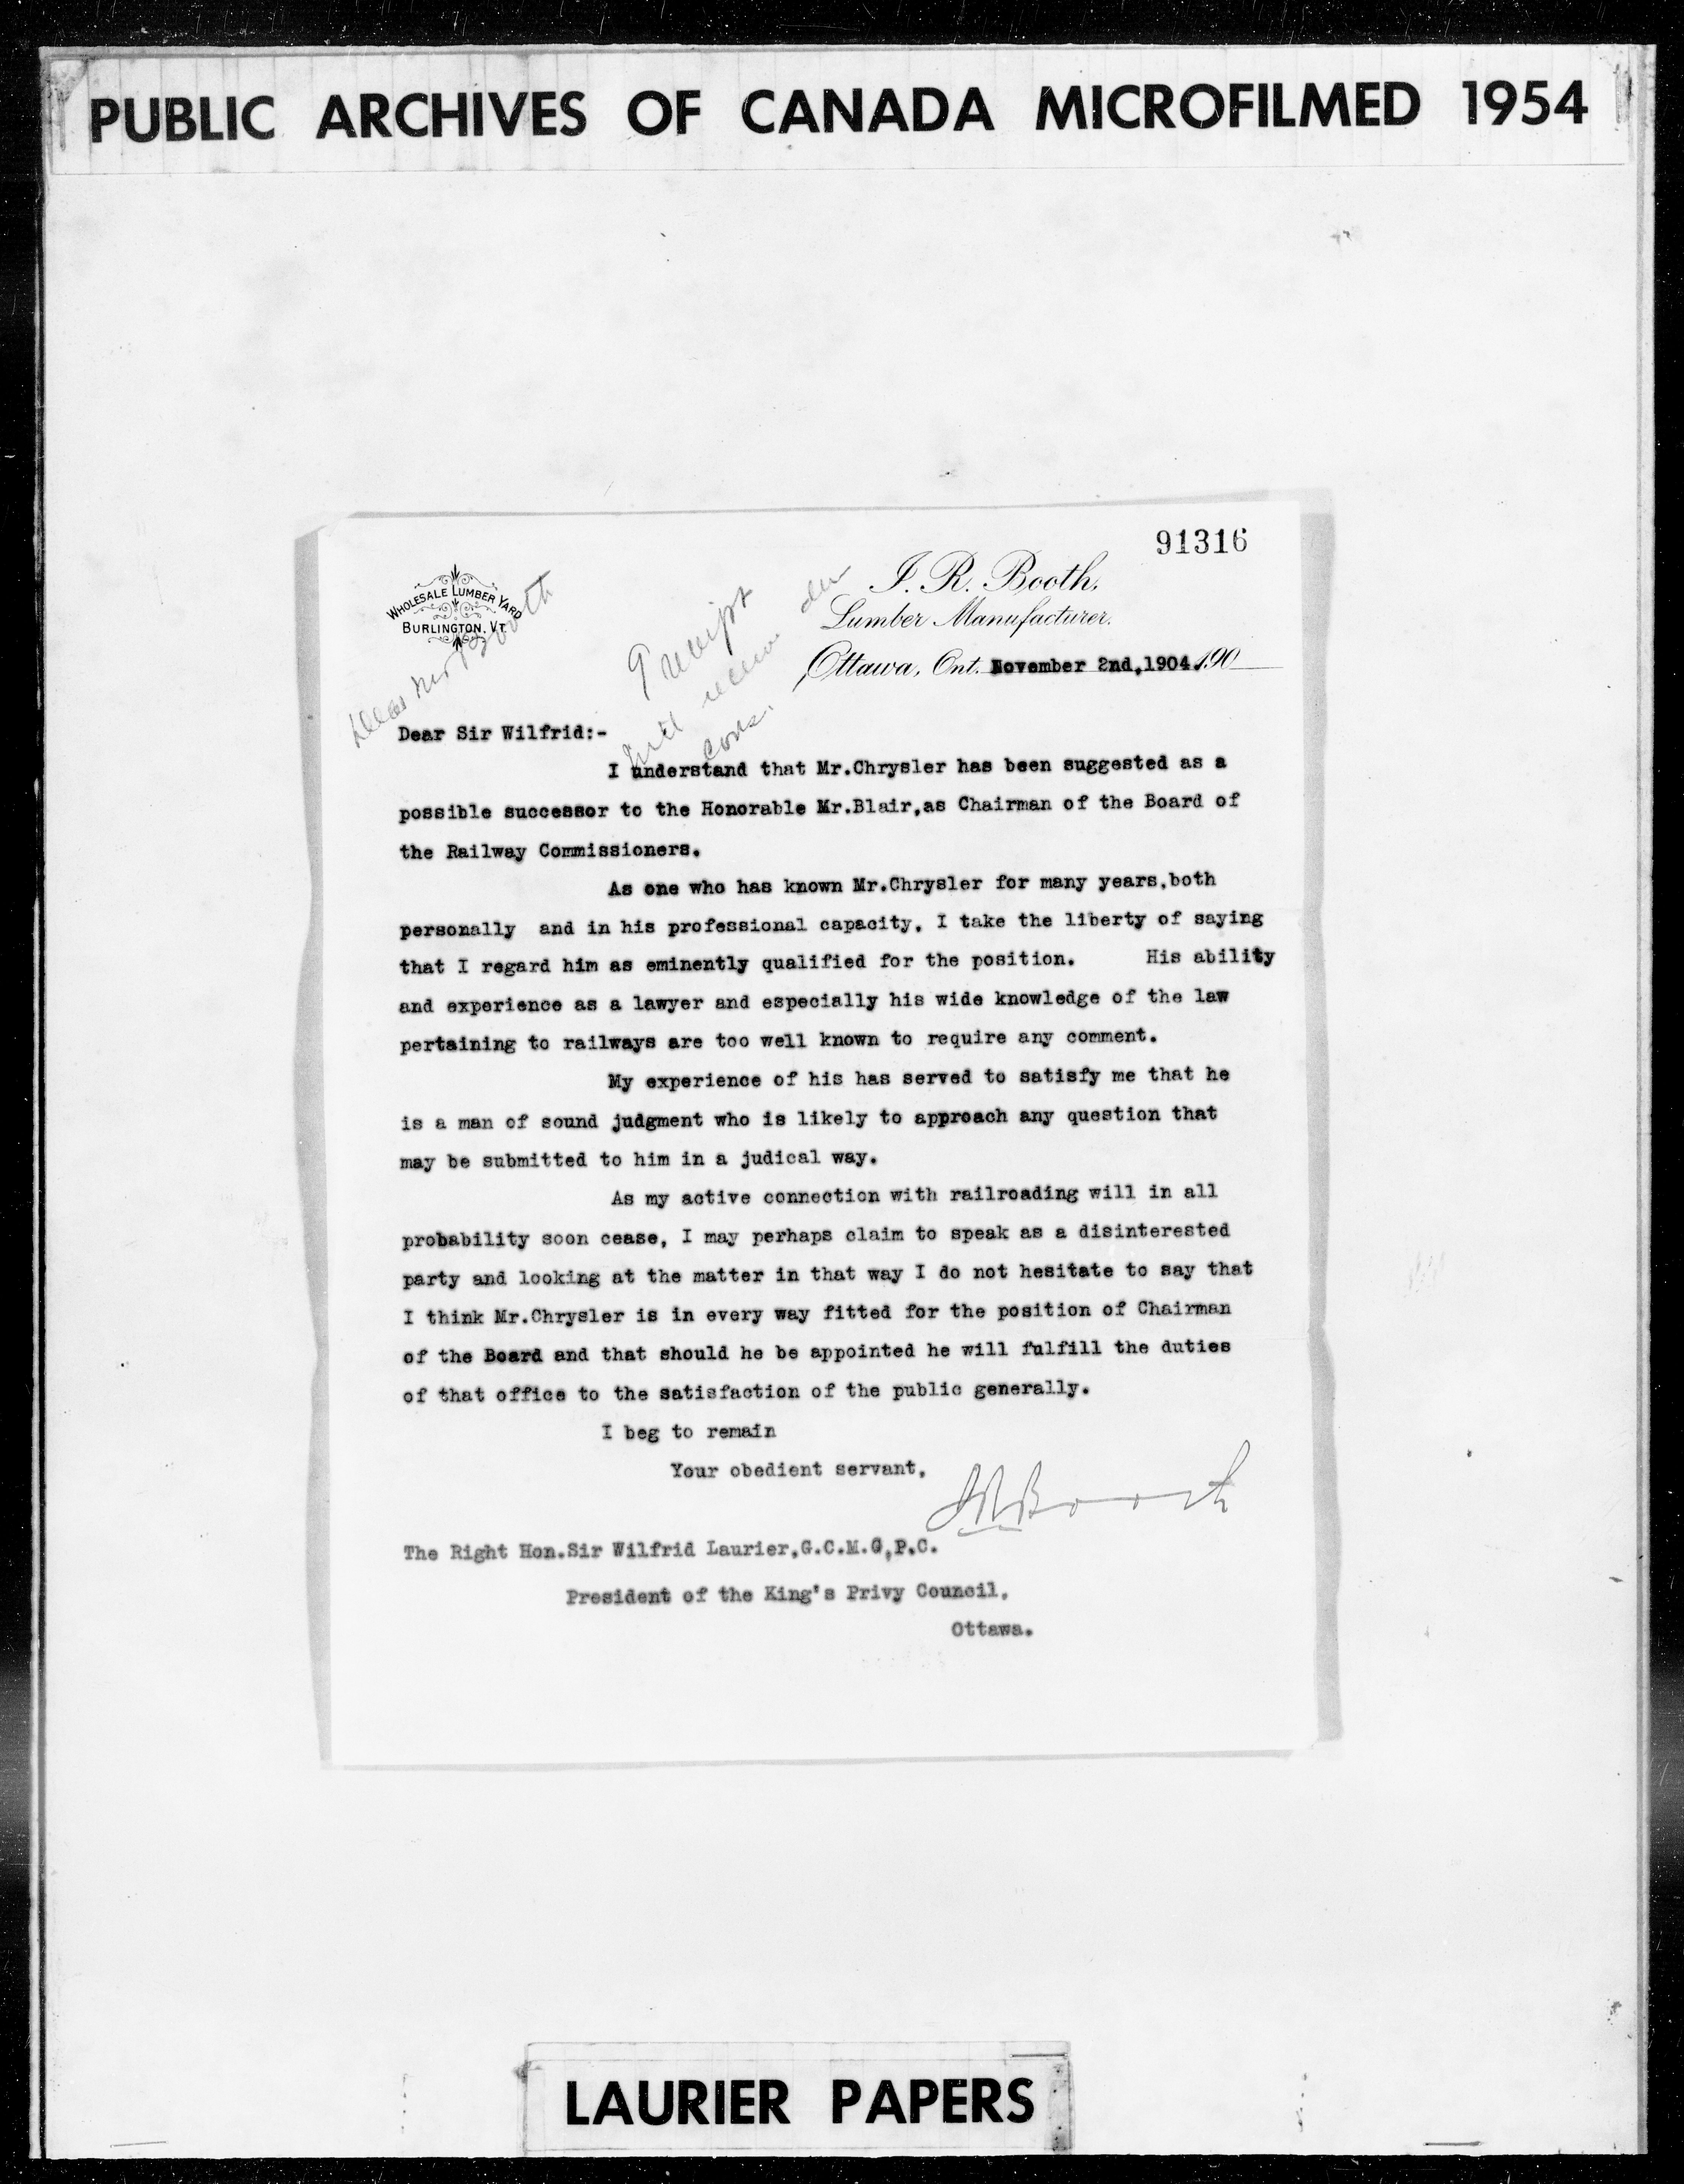 PUBLIC ARCHIVES OF CANADA MICROFILMED 1954
91316
WHOLESALE LUMBER YARD
BURLINGTON, VT.
J. R. Booth,
Lumber Manufacturer.
Ottawa, Ont. November 2nd,1904 190
Dear Mr Booth
receipt
will
cons.
Dear Sir Wilfrid:-
I understand that Mr.Chrysler has been suggested as a
possible successor to the Honorable Mr.Blair,as Chairman of the Board of
the Railway Commissioners.
As one who has known Mr.Chrysler for many years,both
personally and in his professional capacity, I take the liberty of saying
that I regard him as eminently qualified for the position. His ability
and experience as a lawyer and especially his wide knowledge of the law
pertaining to railways are too well known to require any comment.
My experience of his has served to satisfy me that he
is a man of sound judgment who is likely to approach any question that
may be submitted to him in a judical way.
As my active connection with railroading will in all
probability soon cease, I may perhaps claim to speak as a disinterested
party and looking at the matter in that way I do not hesitate to say that
I think Mr.Chrysler is in every way fitted for the position of Chairman
of the Board and that should he be appointed he will fulfill the duties
of that office to the satisfaction of the public generally.
I beg to remain
Your obedient servant,
JRBooth
The Right Hon.Sir Wilfrid Laurier,G.C.M.G,P.C.
President of the King's Privy Council,
Ottawa.
LAURIER PAPERS